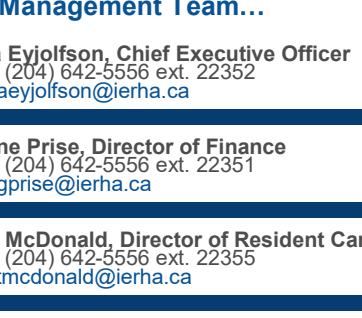 Management Team…
Eyjolfson, Chief Executive Officer
(204) 642-5556 ext. 22352
aeyjolfson@ierha.ca
ne Prise, Director of Finance
(204) 642-5556 ext. 22351
gprise@ierha.ca
McDonald, Director of Resident Car
(204) 642-5556 ext. 22355
mcdonald@ierha.ca